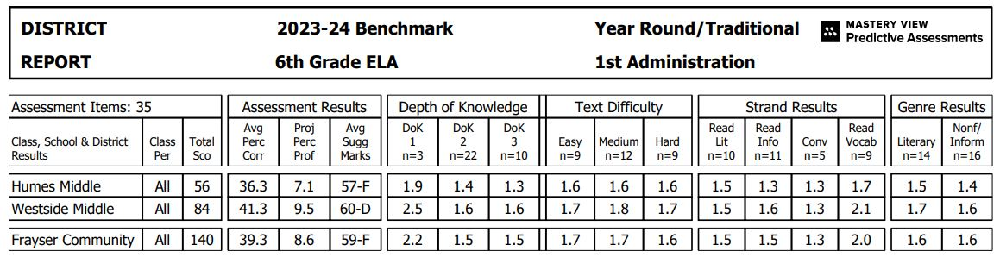 DISTRICT 2023-24 Benchmark Year Round/Traditional MASTERY VIEW
REPORT 6th Grade ELA 1st Administration Predictive Assessments
Assessment Items: 35 Assessment Results Depth of Knowledge Text Difficulty Strand Results Genre Results
Avg Proj Avg DoK DoK DoK Read Read Read Nonf/
Class, School & District Class Total Perc Perc Sugg 1 2 3 Easy Medium Hard Lit Info Conv Vocab Literary Inform
Results Per Sco Corr Prof Marks n=3 n=22 n=10 n=9 n=12 n=9 n=10 n=11 n=5 n=9 n=14 n=16
Humes Middle All 56 36.3 7.1 57-F 1.9 1.4 1.3 1.6 1.6 1.6 1.5 1.3 1.3 1.7 1.5 1.4
Westside Middle All 84 41.3 9.5 60-D 2.5 1.6 1.6 1.7 1.8 1.7 1.5 1.6 1.3 2.1 1.7 1.6
Frayser Community All 140 39.3 8.6 59-F 2.2 1.5 1.5 1.7 1.7 1.6 1.5 1.5 1.3 2.0 1.6 1.6